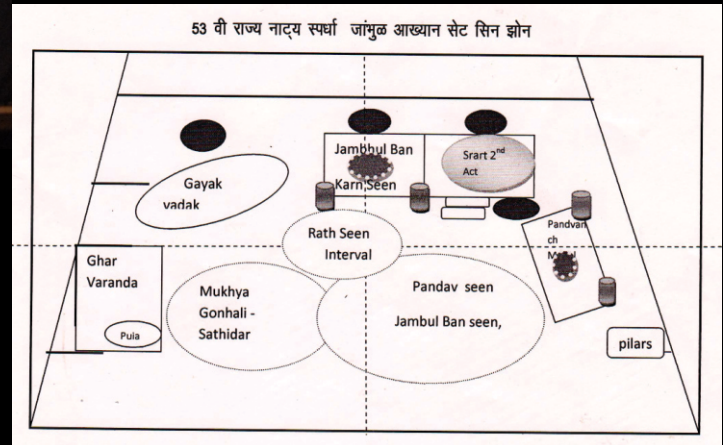 53 वी राज्य नाट्य स्पर्धा जांभुळ आख्यान सेट सिन झोन
Jambhul Ban
Karn Seen
Srart 2nd
Act
Gayak
vadak
Rath Seen
Interval
Pandvan
ch
Ghar
Varanda
Puja
Mukhya
Gonhali -
Sathidar
Pandav seen
Jambul Ban seen,
pilars